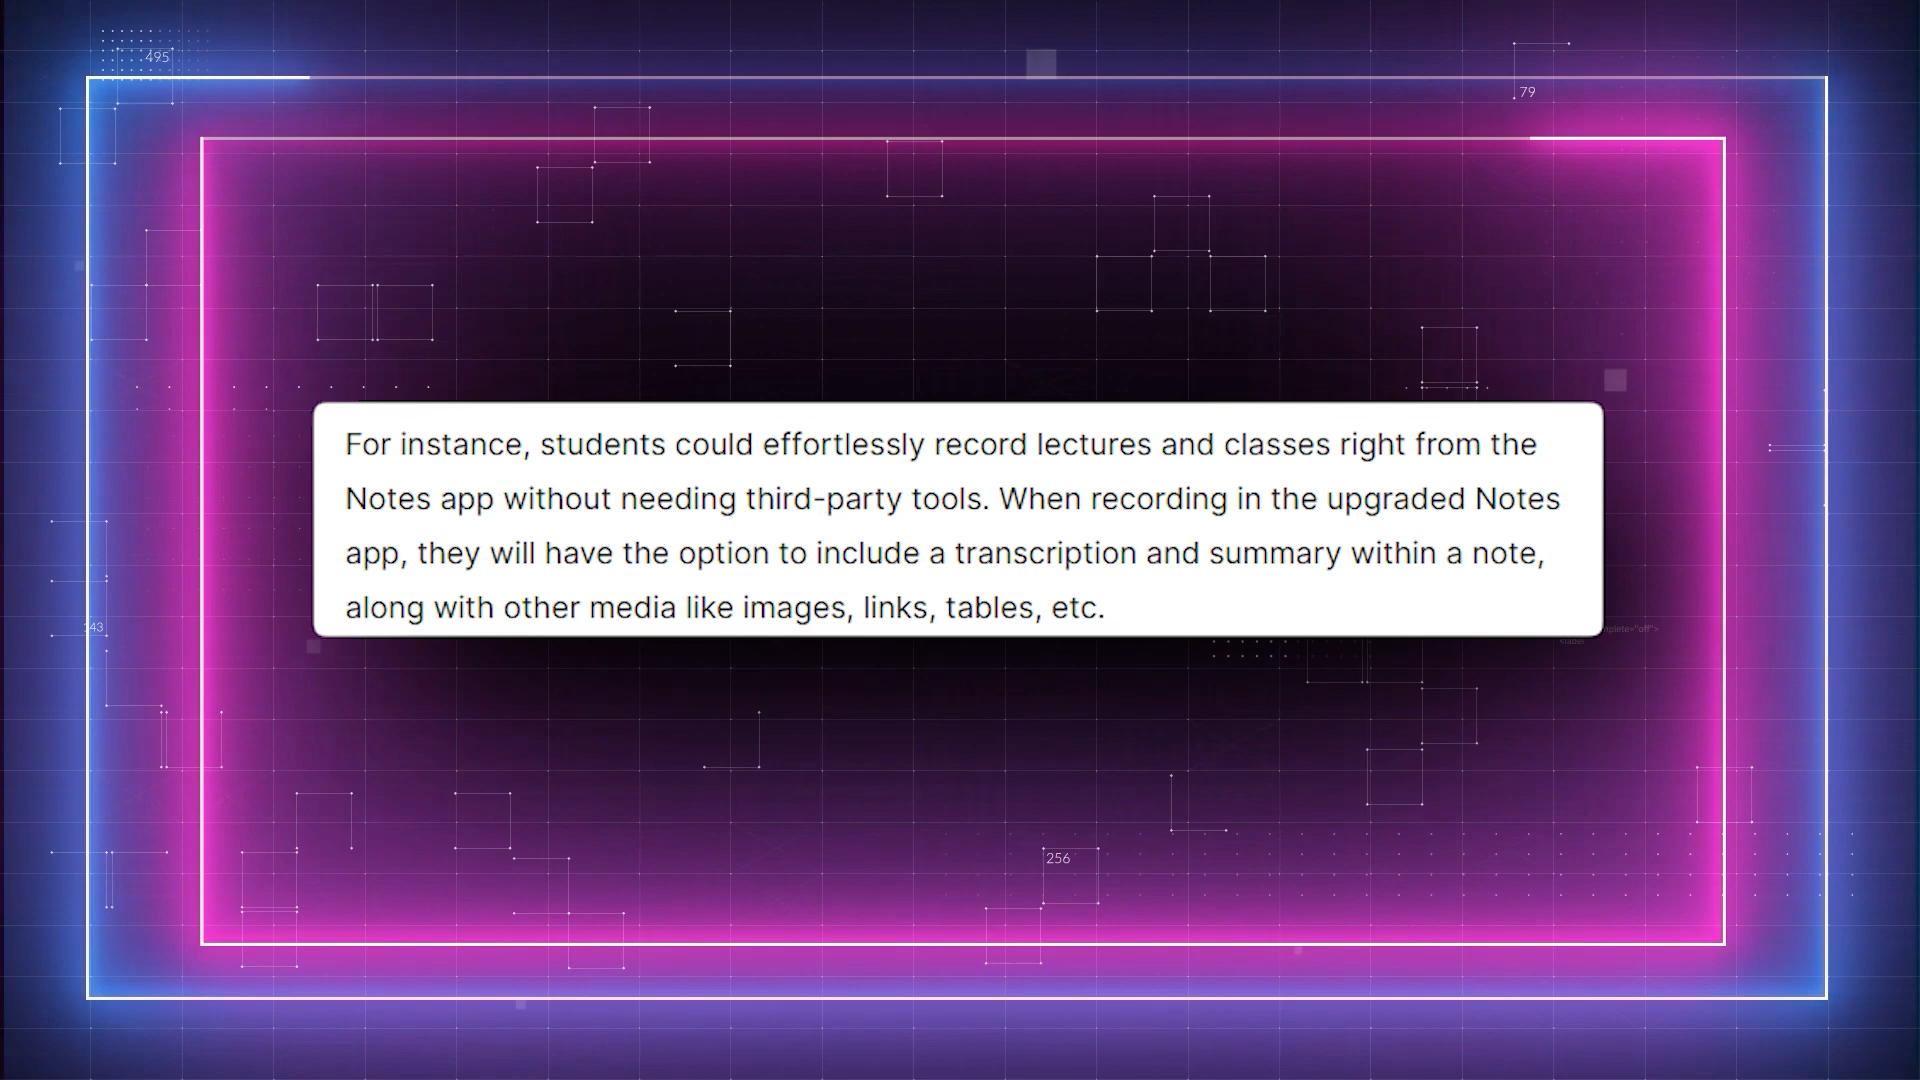 495
79
For instance, students could effortlessly record lectures and classes right from the
Notes app without needing third-party tools. When recording in the upgraded Notes
app, they will have the option to include a transcription and summary within a note,
along with other media like images, links, tables, etc.
256